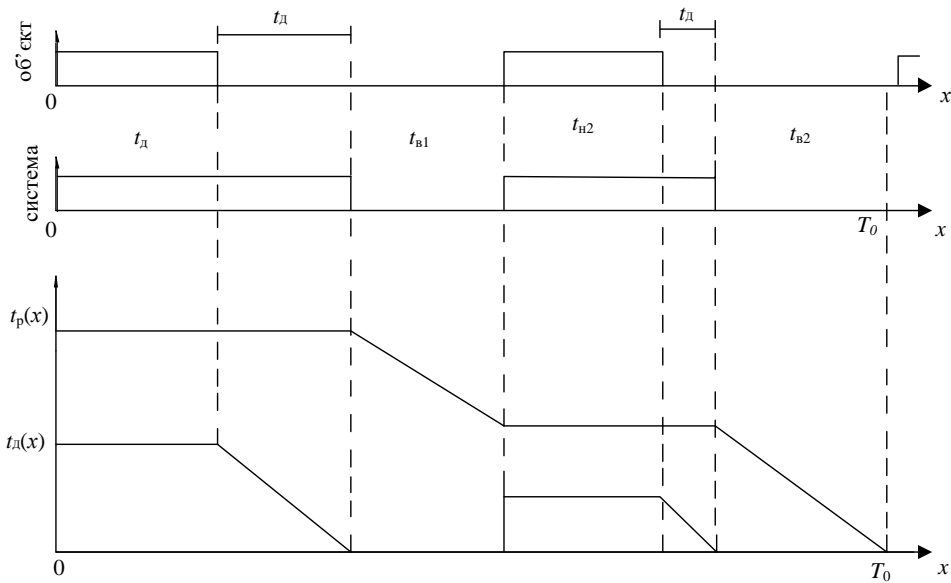 tд
tд
об'єкт
0
x
tд
tв1
tн2
tв2
система
0
T0
x
tр(x)
tд(x)
0
T0
x